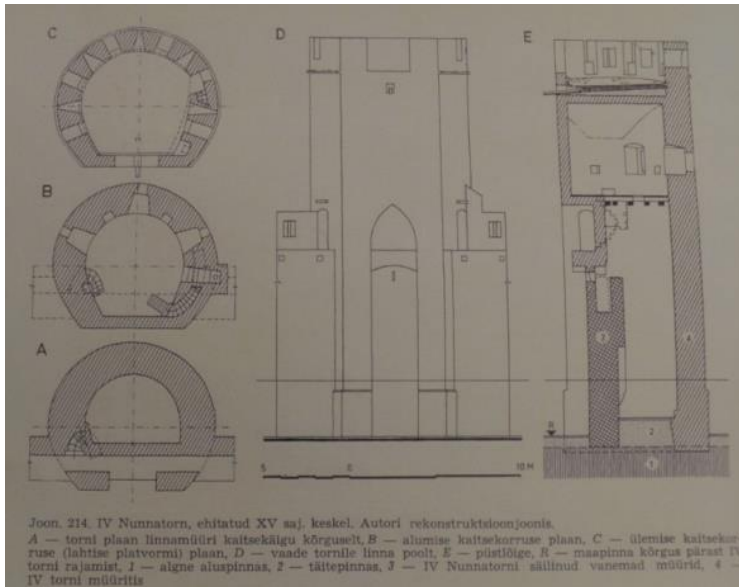 C
D
E
B
A
R
3
4
2
1
5
0
10 M
Joon. 214. IV Nunnatorn, ehitatud XV saj. keskel. Autori rekonstruktsioonjoonis.
A — torni plaan linnamüüri kaitsekäigu kõrguselt, B — alumise kaitsekorruse plaan, C — ülemise kaitsekor-
ruse (lahtise platvormi) plaan, D — vaade tornile linna poolt, E — püstlõige, R — maapinna kõrgus pärast IV
torni rajamist, 1 — algne aluspinnas, 2 — täitepinnas, 3 — IV Nunnatorni säilinud vanemad müürid, 4 —
IV torni müüritis